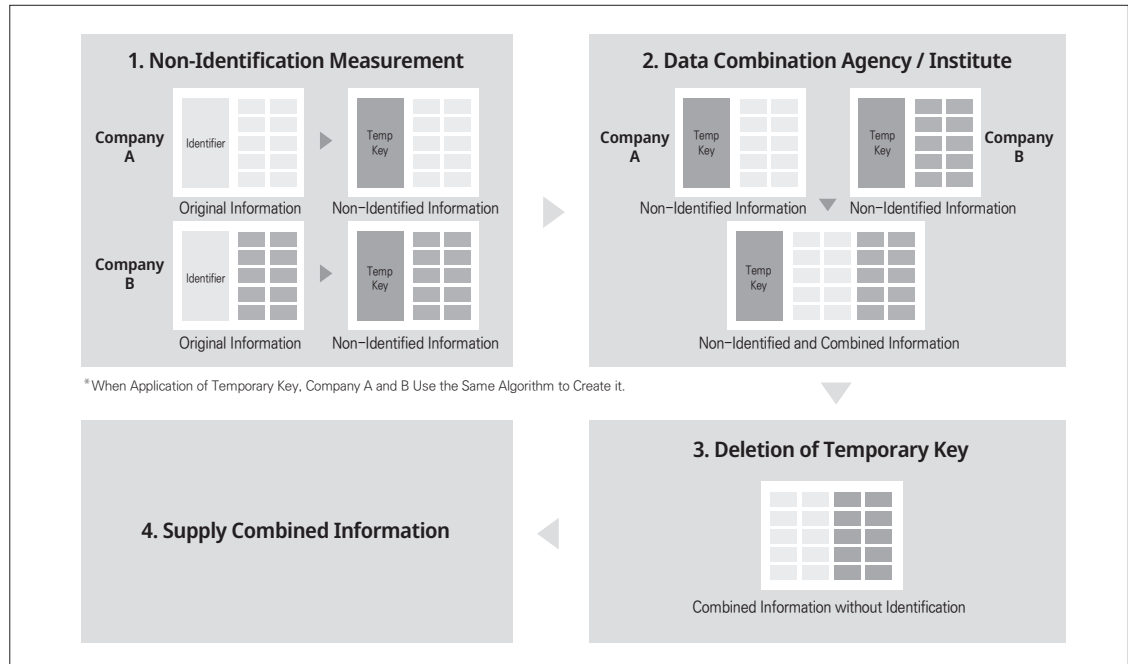 1. Non-Identification Measurement
Company
A
Identifier
Temp
Key
Original Information
Non-Identified Information
Company
B
Identifier
Temp
Key
Original Information
Non-Identified Information
*When Application of Temporary Key, Company A and B Use the Same Algorithm to Create it.
2. Data Combination Agency / Institute
Company
A
Temp
Key
Temp
Key
Company
B
Non-Identified Information
Non-Identified Information
Temp
Key
Non-Identified and Combined Information
3. Deletion of Temporary Key
Combined Information without Identification
4. Supply Combined Information